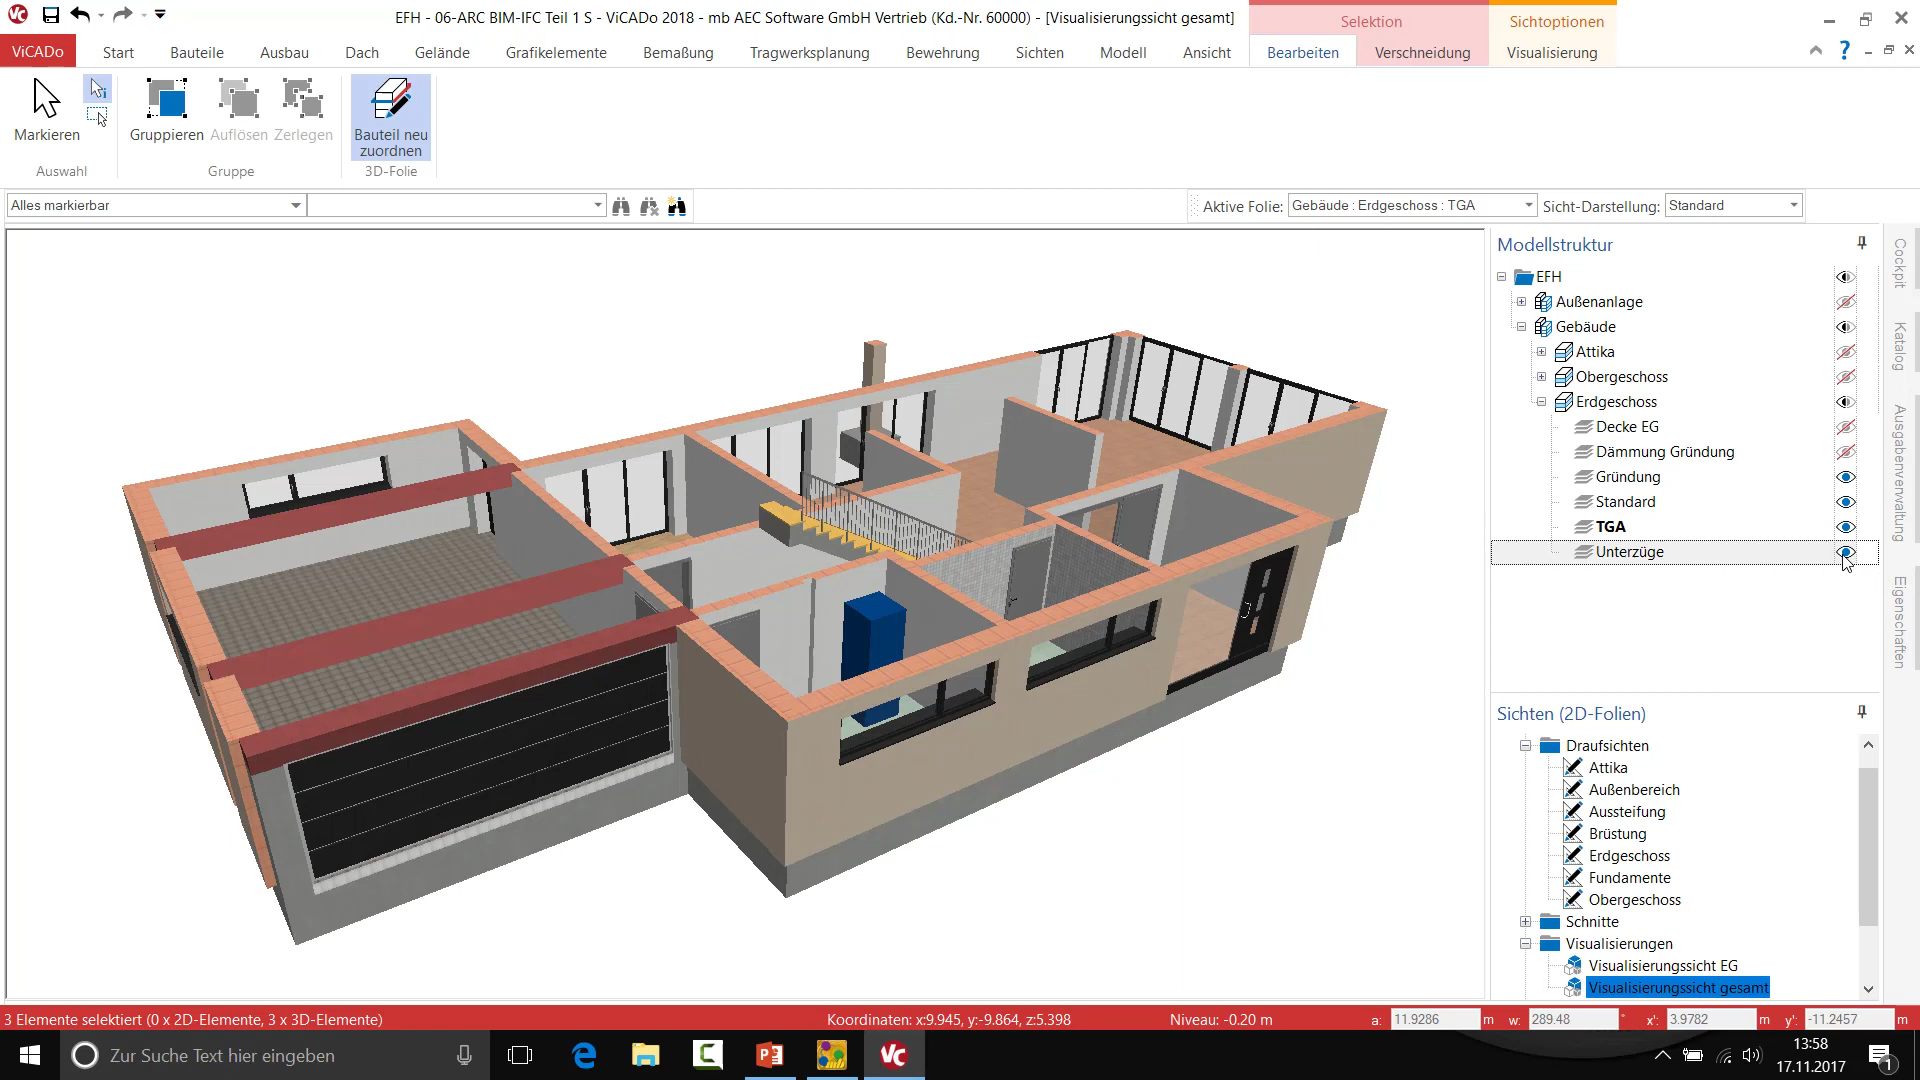 EFH - 06-ARC BIM-IFC Teil 1 S - ViCADo 2018 - mb AEC Software GmbH Vertrieb (Kd.-Nr. 60000) - [Visualisierungssicht gesamt]
Selektion
Sichtoptionen
ViCADo
Start
Bauteile
Ausbau
Dach
Gelände
Grafikelemente
Bemaßung
Tragwerksplanung
Bewehrung
Sichten
Modell
Ansicht
Bearbeiten
Verschneidung
Visualisierung
Markieren
Gruppieren
Auflösen
Zerlegen
Bauteil neu
zuordnen
Auswahl
Gruppe
3D-Folie
Alles markierbar
Aktive Folie:
Gebäude : Erdgeschoss : TGA
Sicht-Darstellung:
Standard
Modellstruktur
EFH
Außenanlage
Gebäude
Attika
Obergeschoss
Erdgeschoss
Decke EG
Dämmung Gründung
Gründung
Standard
TGA
Unterzüge
Cockpit
Katalog
Ausgabenverwaltung
Eigenschaften
Sichten (2D-Folien)
Draufsichten
Attika
Außenbereich
Aussteifung
Brüstung
Erdgeschoss
Fundamente
Obergeschoss
Schnitte
Visualisierungen
Visualisierungssicht EG
Visualisierungssicht gesamt
3 Elemente selektiert (0 x 2D-Elemente, 3 x 3D-Elemente)
Koordinaten: x:9.945, y:-9.864, z:5.398
Niveau: -0.20 m
a: 11.9286 m w: 289.48 ° x': 3.9782 m y': -11.2457 m
Zur Suche Text hier eingeben
13:58
17.11.2017
1